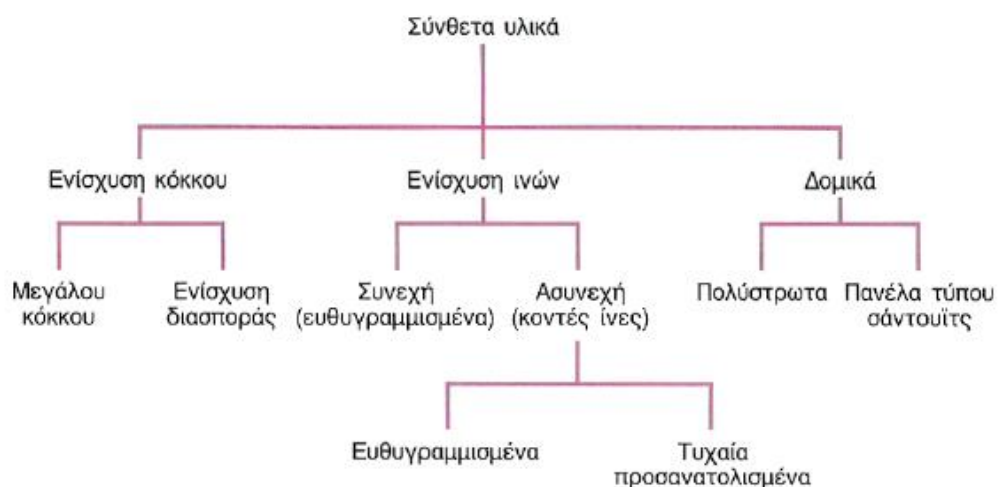 Σύνθετα υλικά
Ενίσχυση κόκκου
Ενίσχυση ινών
Δομικά
Μεγάλου
κόκκου
Ενίσχυση
διασποράς
Συνεχή
(ευθυγραμμισμένα)
Ασυνεχή
(κοντές ίνες)
Πολύστρωτα
Πανέλα τύπου
σάντουϊτς
Ευθυγραμμισμένα
Τυχαία
προσανατολισμένα